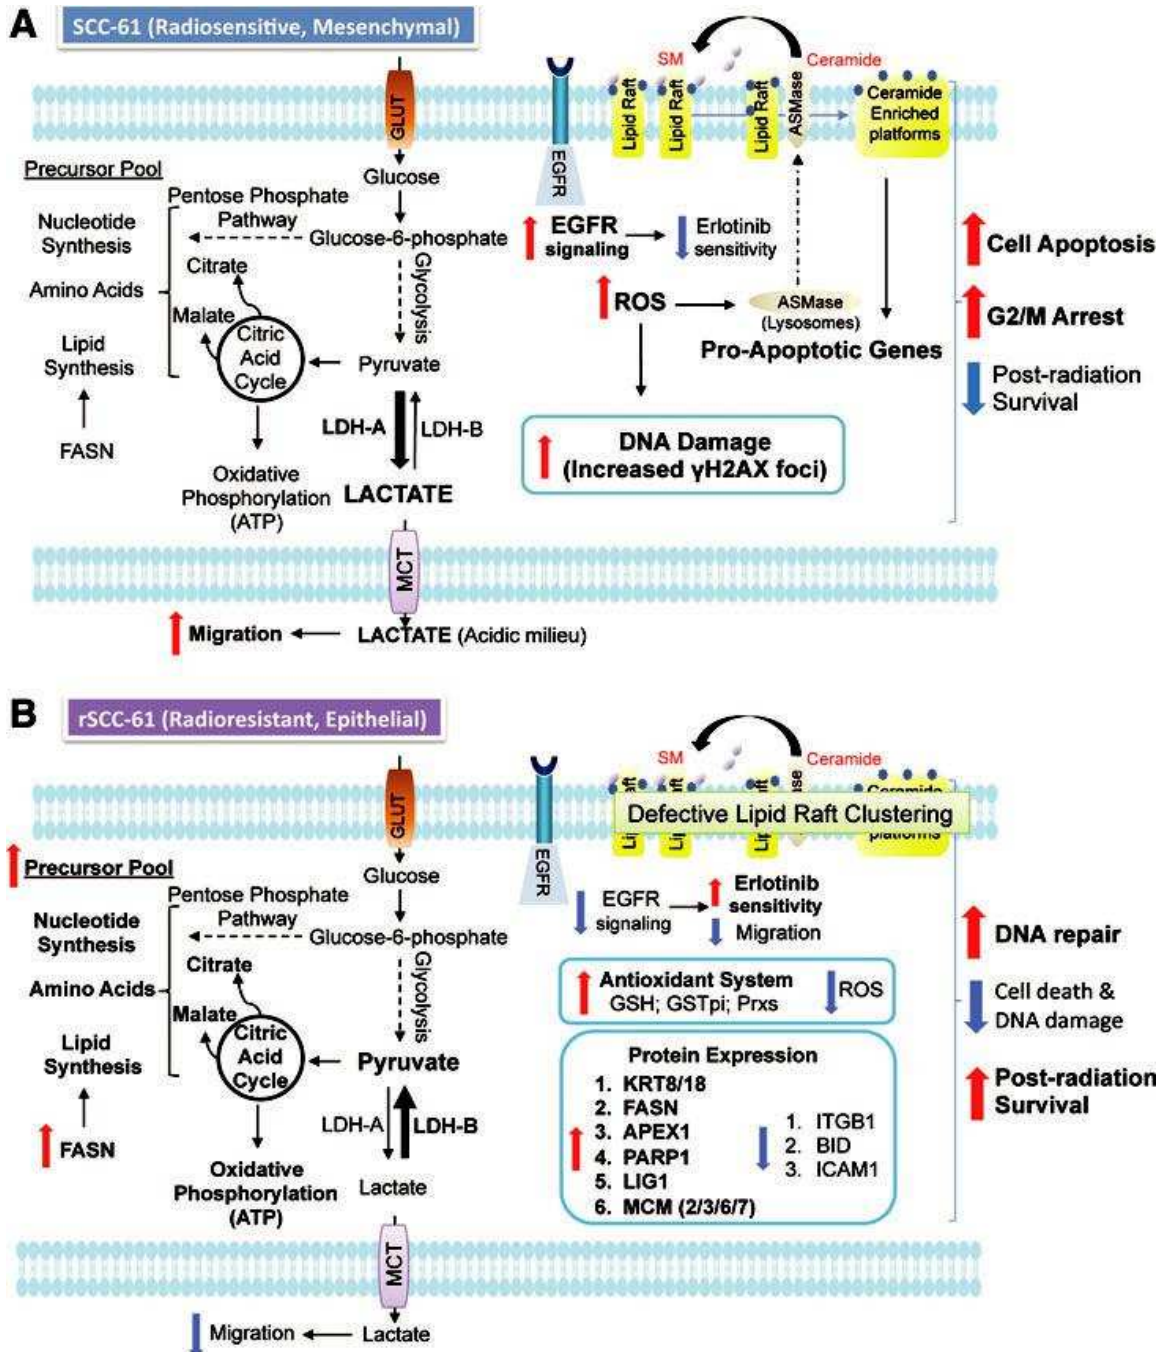 A
SCC-61 (Radiosensitive, Mesenchymal)
SM
Ceramide
GLUT
EGFR
Lipid Raft
Lipid Raft
Lipid Raft
ASMase
Ceramide
Enriched
platforms
Precursor Pool
Glucose
Pentose Phosphate
Pathway
Nucleotide
Synthesis
Glucose-6-phosphate
EGFR
signaling
Erlotinib
sensitivity
Cell Apoptosis
Citrate
Glycolysis
Amino Acids
ROS
ASMase
(Lysosomes)
G2/M Arrest
Malate
Citric
Acid
Cycle
Lipid
Synthesis
Pyruvate
Pro-Apoptotic Genes
Post-radiation
Survival
LDH-A
LDH-B
FASN
DNA Damage
(Increased γH2AX foci)
Oxidative
Phosphorylation
(ATP)
LACTATE
MCT
Migration
LACTATE (Acidic milieu)
B
rSCC-61 (Radioresistant, Epithelial)
SM
Ceramide
GLUT
EGFR
Defective Lipid Raft Clustering
platforms
Precursor Pool
Glucose
Pentose Phosphate
Pathway
Nucleotide
Synthesis
Glucose-6-phosphate
EGFR
signaling
Erlotinib
sensitivity
Migration
DNA repair
Citrate
Glycolysis
Amino Acids
Antioxidant System
GSH; GSTpi; Prxs
ROS
Cell death &
DNA damage
Malate
Citric
Acid
Cycle
Lipid
Synthesis
Pyruvate
Protein Expression
1. KRT8/18
2. FASN
3. APEX1
4. PARP1
5. LIG1
6. MCM (2/3/6/7)
1. ITGB1
2. BID
3. ICAM1
Post-radiation
Survival
LDH-A
LDH-B
FASN
Oxidative
Phosphorylation
(ATP)
Lactate
MCT
Migration
Lactate